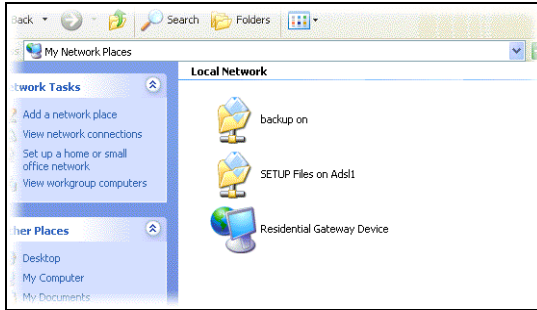 Back Search Folders
My Network Places
Network Tasks
Add a network place
View network connections
Set up a home or small
office network
View workgroup computers
Other Places
Desktop
My Computer
My Documents
Local Network
backup on
SETUP Files on Adsl1
Residential Gateway Device